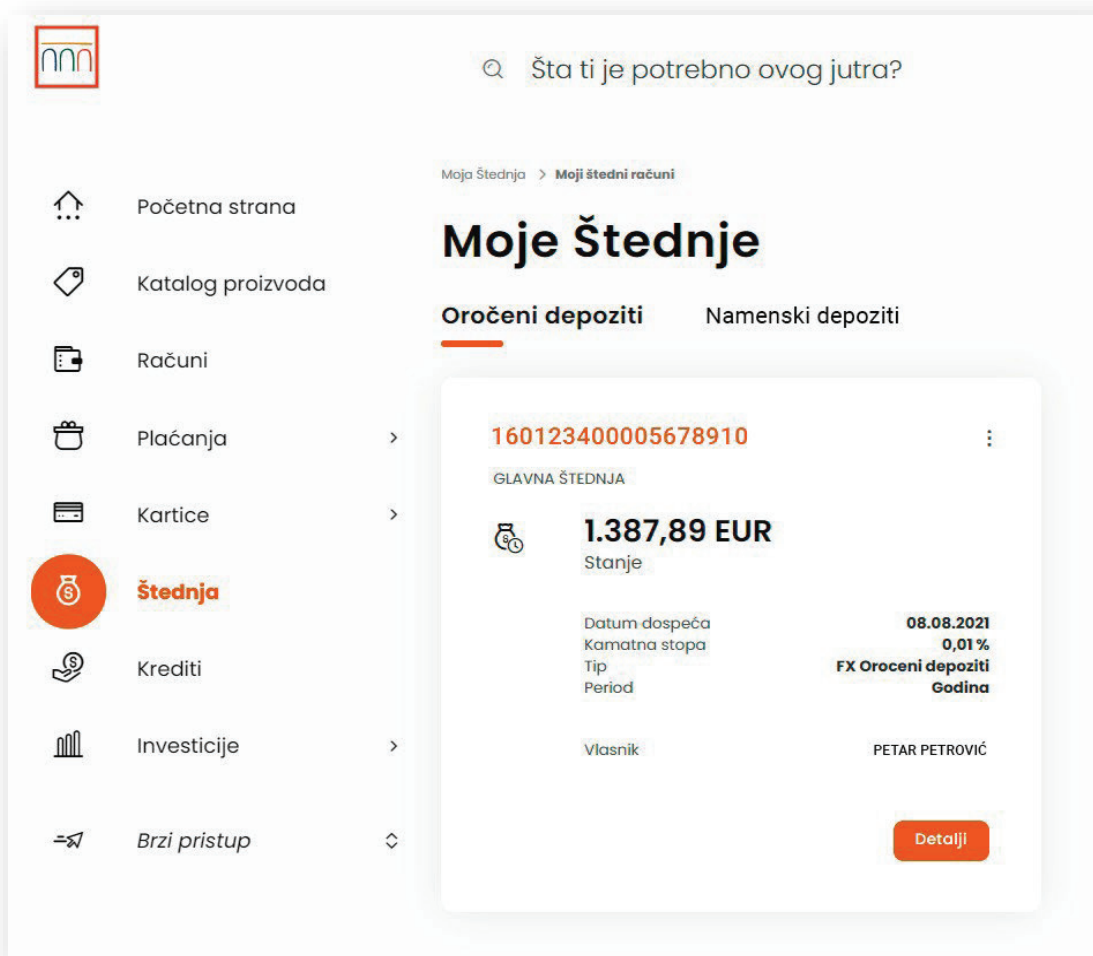 Šta ti je potrebno ovog jutra?
Početna strana
Katalog proizvoda
Računi
Plaćanja
Kartice
Štednja
Krediti
Investicije
Brzi pristup
Moja Štednja > Moji štedni računi
Moje Štednje
Oročeni depoziti Namenski depoziti
160123400005678910
GLAVNA ŠTEDNJA
1.387,89 EUR
Stanje
Datum dospeća 08.08.2021
Kamatna stopa 0,01 %
Tip FX Oroceni depoziti
Period Godina
Vlasnik PETAR PETROVIĆ
Detalji